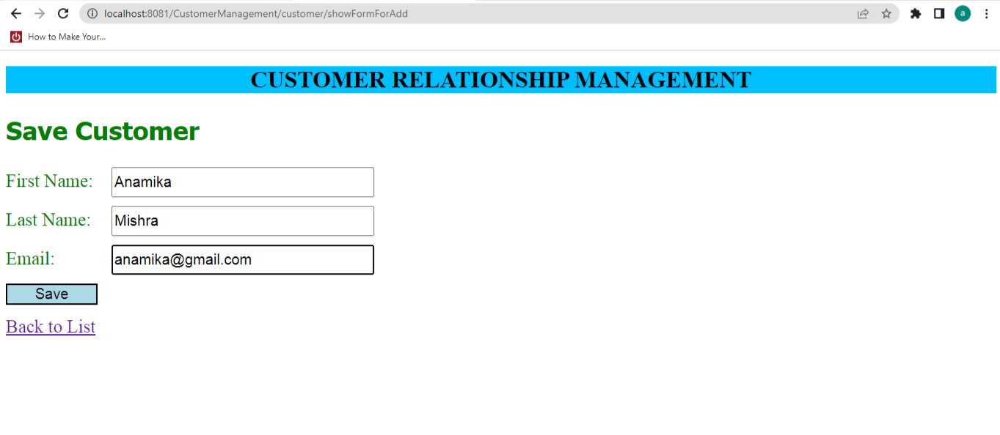 localhost:8081/CustomerManagement/customer/showFormForAdd
a
How to Make Your...
CUSTOMER RELATIONSHIP MANAGEMENT
Save Customer
First Name: Anamika
Last Name: Mishra
Email: anamika@gmail.com
Save
Back to List